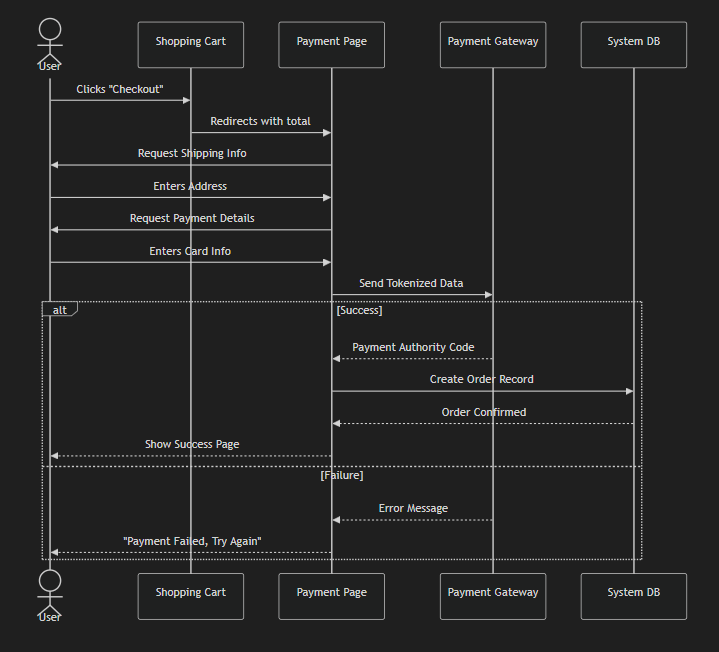 User
Shopping Cart
Payment Page
Payment Gateway
System DB
Clicks "Checkout"
Redirects with total
Request Shipping Info
Enters Address
Request Payment Details
Enters Card Info
Send Tokenized Data
alt
[Success]
Payment Authority Code
Create Order Record
Order Confirmed
Show Success Page
[Failure]
Error Message
"Payment Failed, Try Again"
User
Shopping Cart
Payment Page
Payment Gateway
System DB